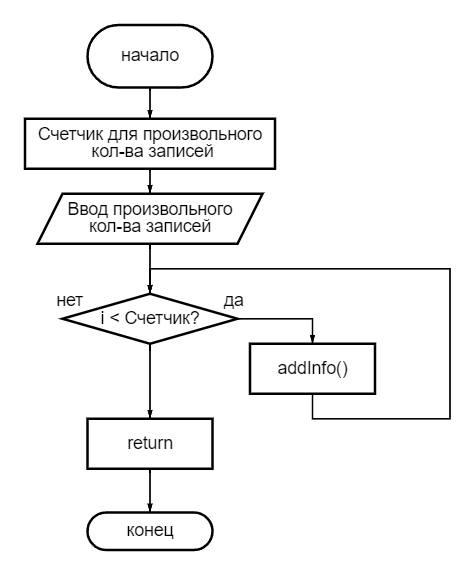 начало
Счетчик для произвольного
кол-ва записей
Ввод произвольного
кол-ва записей
нет
да
i < Счетчик?
addInfo()
return
конец